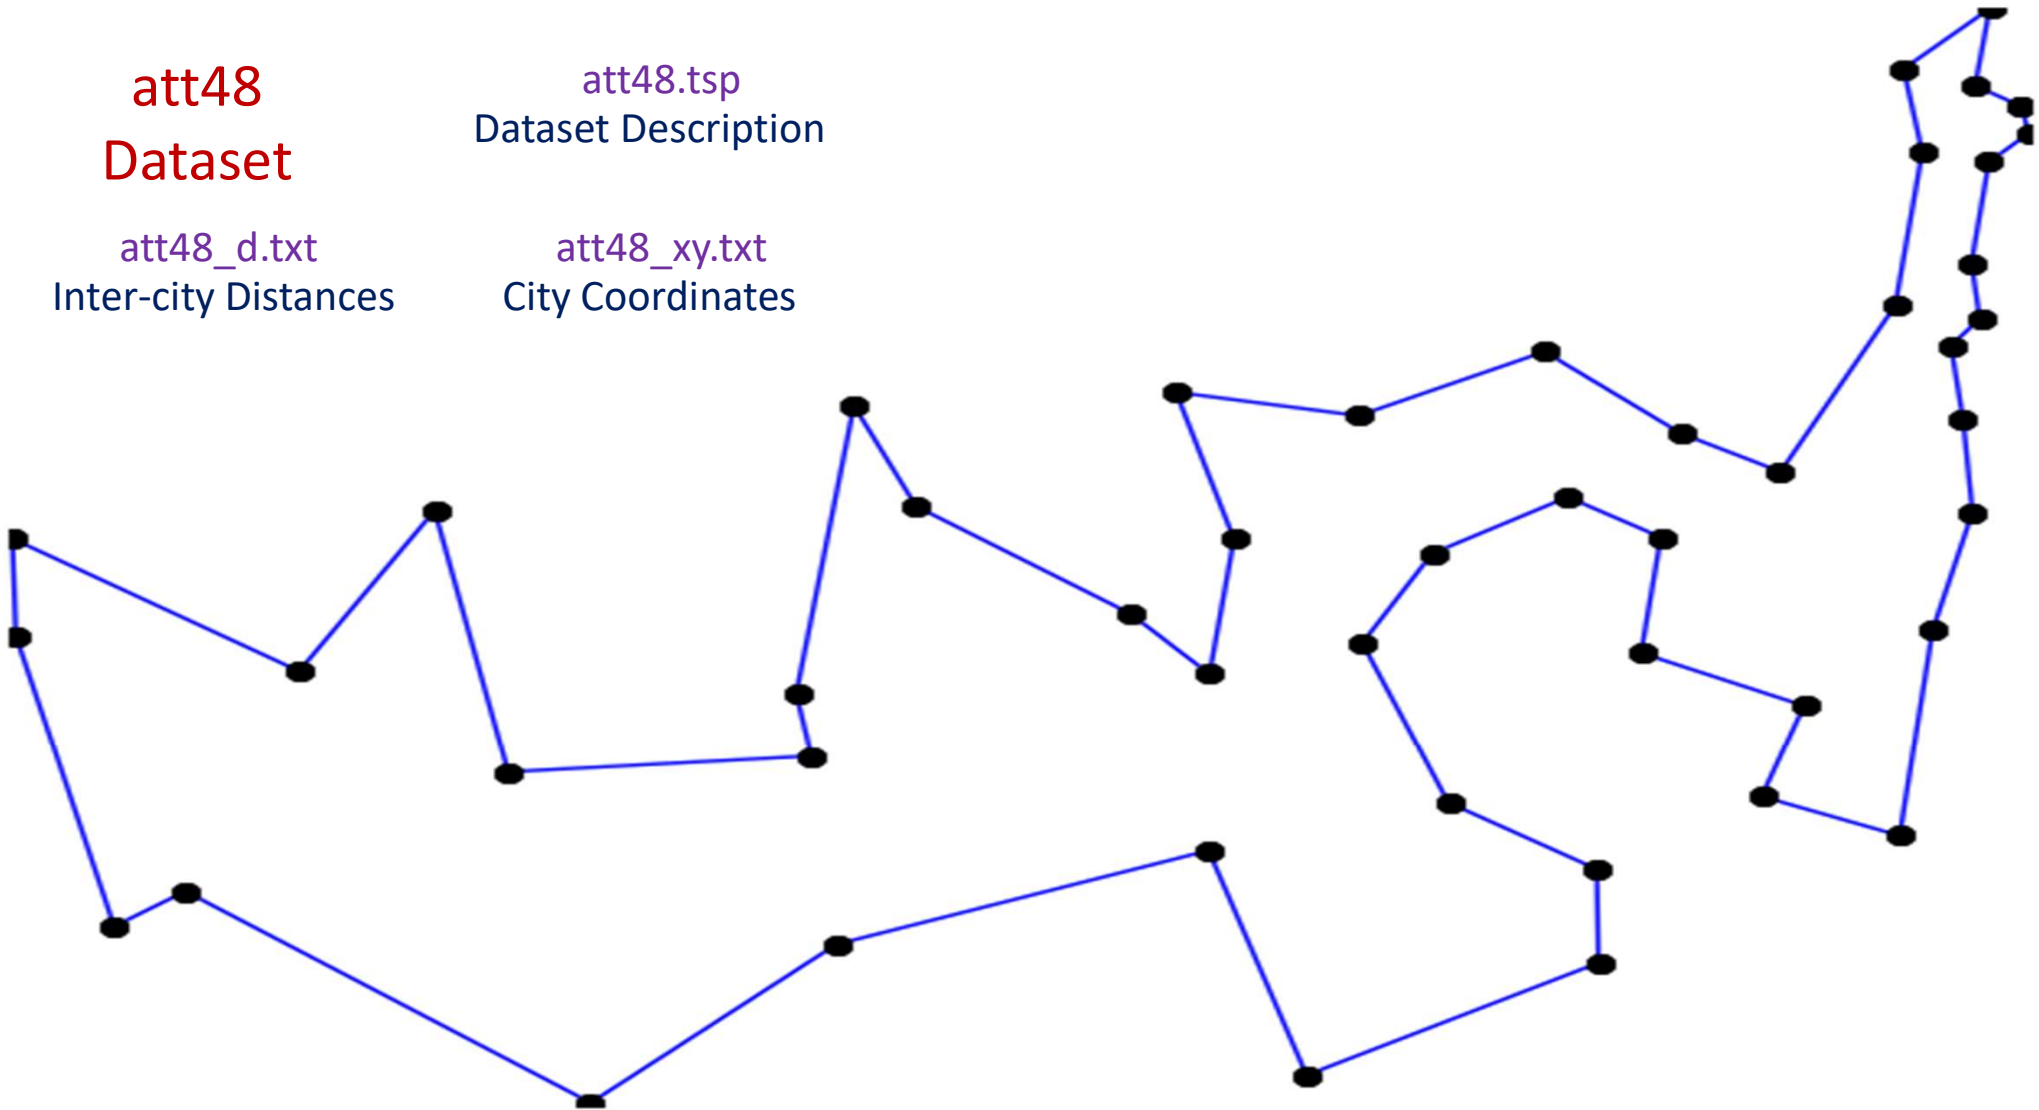 att48
Dataset
att48.tsp
Dataset Description
att48_d.txt
Inter-city Distances
att48_xy.txt
City Coordinates